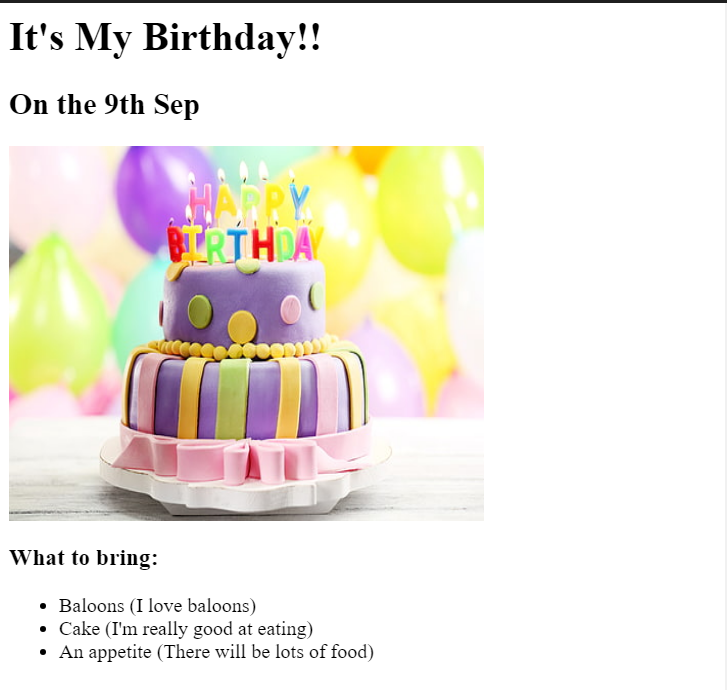 It's My Birthday!!
On the 9th Sep
HAPPY
BIRTHDAY
What to bring:
Baloons (I love baloons)
Cake (I'm really good at eating)
An appetite (There will be lots of food)